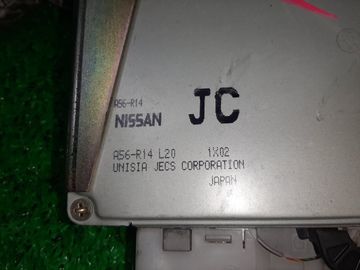 A56-R14
NISSAN
JC
A56-R14 L20 1X02
UNISIA JECS CORPORATION
JAPAN